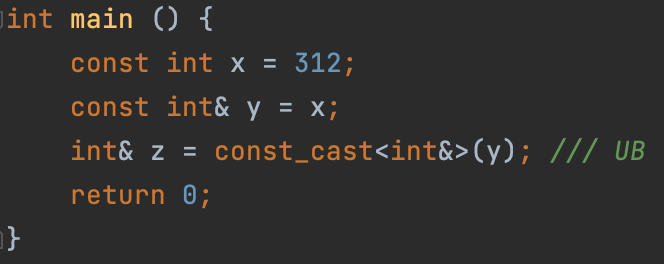 int main () {
    const int x = 312;
    const int& y = x;
    int& z = const_cast<int&>(y); /// UB
    return 0;
}